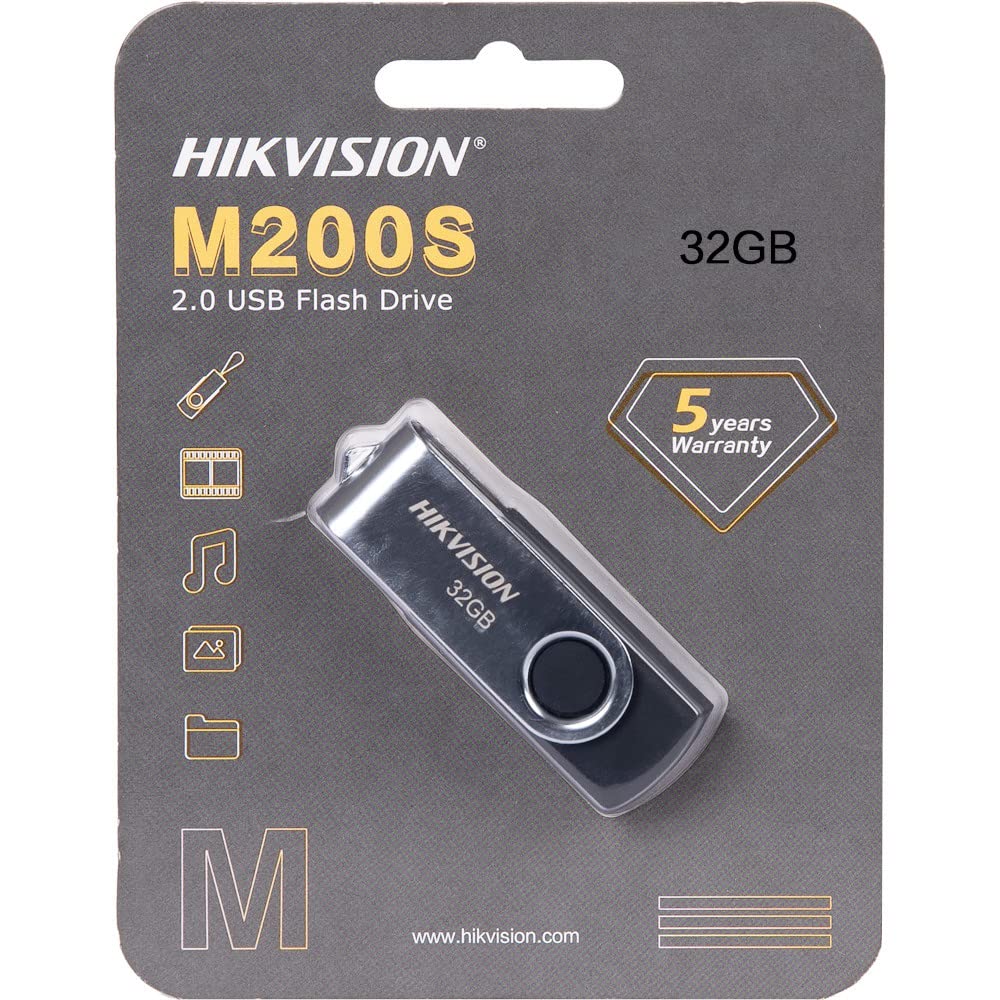 HIKVISION®
M200S
2.0 USB Flash Drive
32GB
5 years
Warranty
HIKVISION
32GB
M
www.hikvision.com